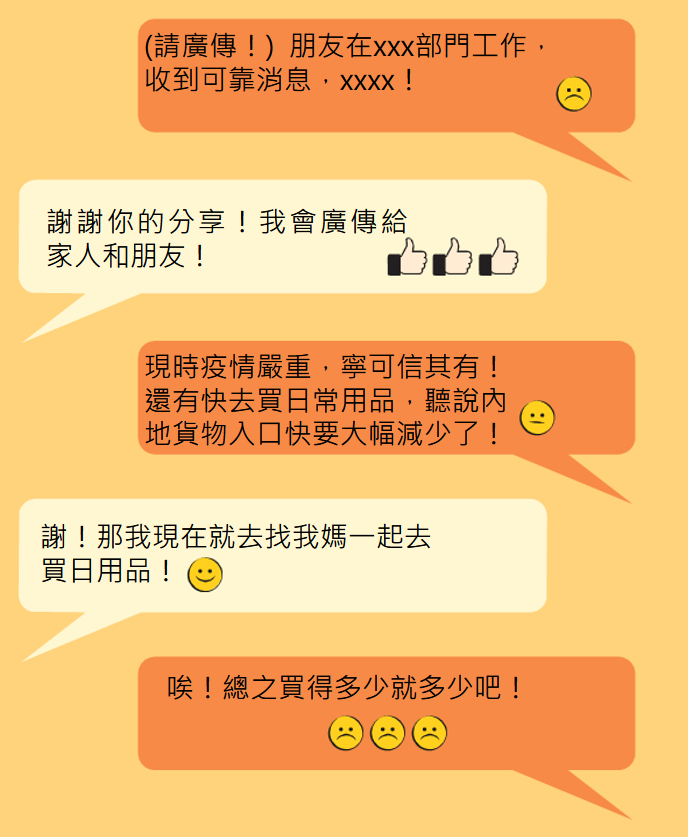 (請廣傳！) 朋友在xxx部門工作，
收到可靠消息，xxxx！
謝謝你的分享！我會廣傳給
家人和朋友！
現時疫情嚴重，寧可信其有！
還有快去買日常用品，聽說內
地貨物入口快要大幅減少了！
謝！那我現在就去找我媽一起去
買日用品！
唉！總之買得多少就多少吧！